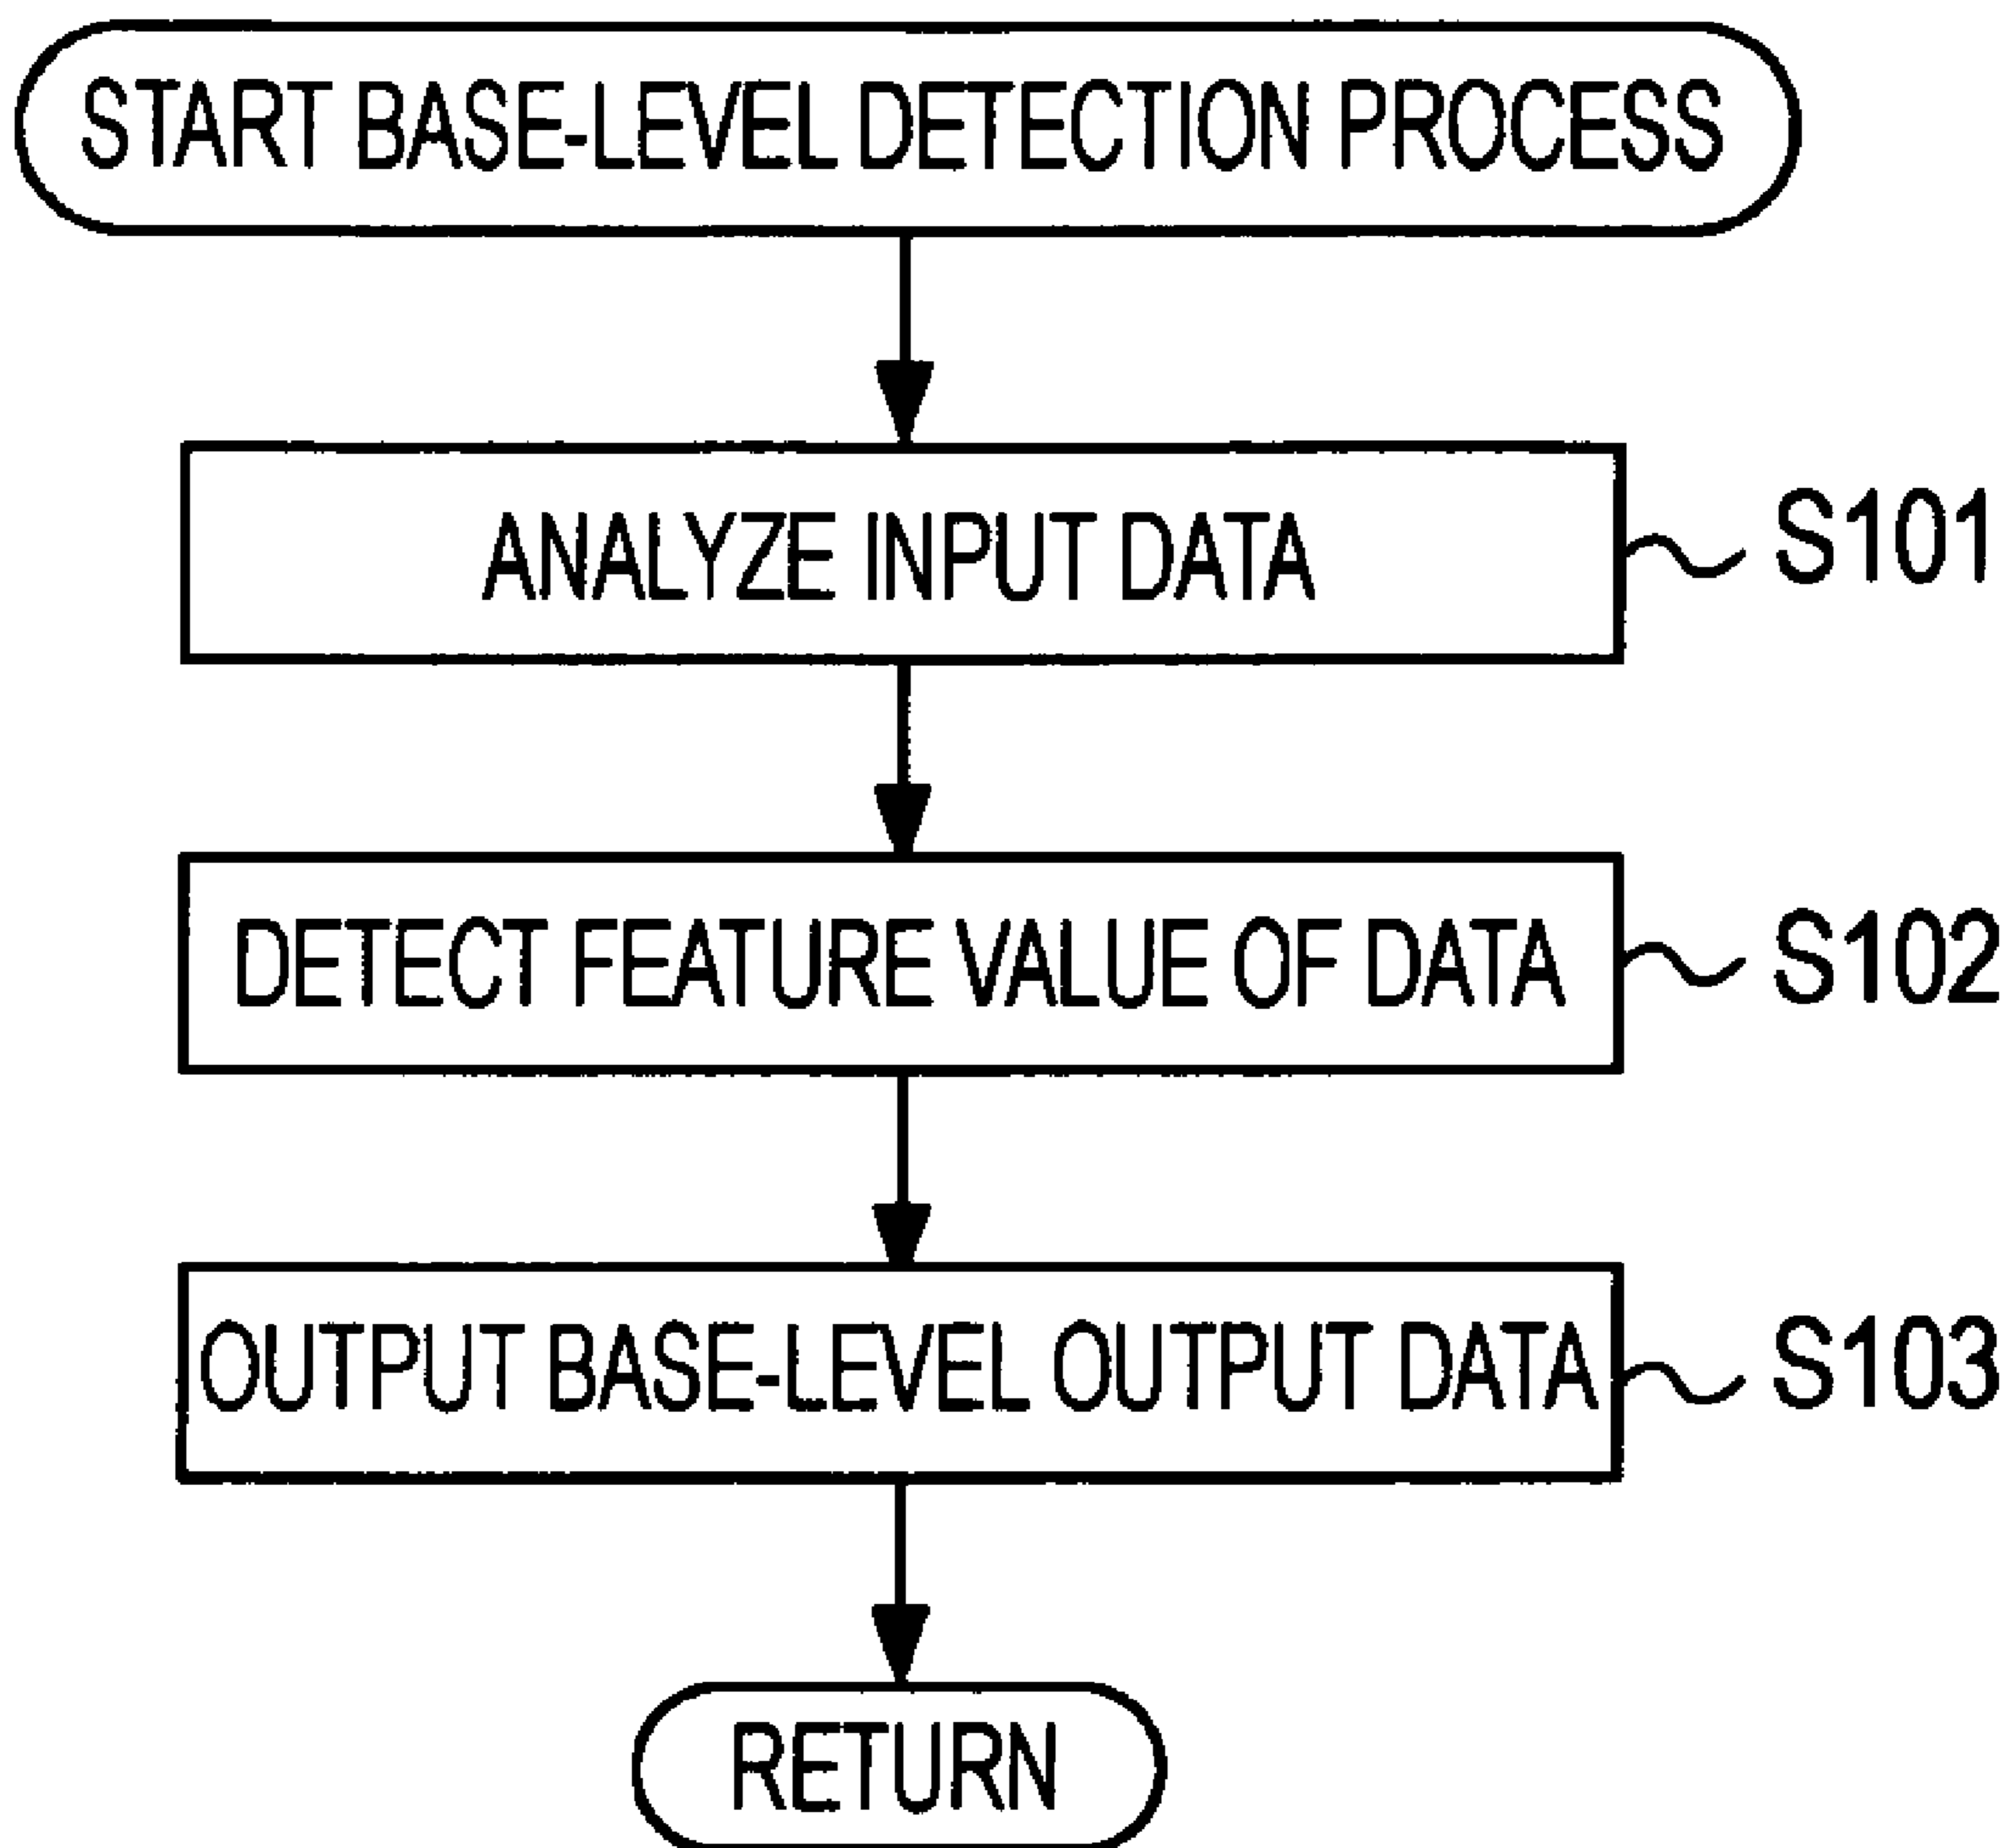 START BASE-LEVEL DETECTION PROCESS
ANALYZE INPUT DATA
S101
DETECT FEATURE VALUE OF DATA
S102
OUTPUT BASE-LEVEL OUTPUT DATA
S103
RETURN